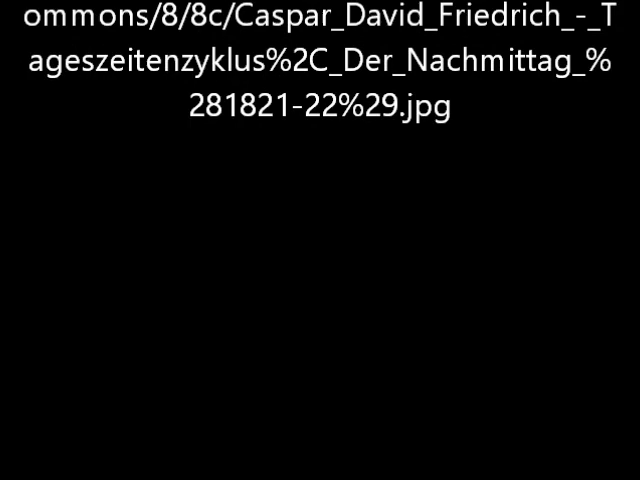 ommons/8/8c/Caspar_David_Friedrich_-_T
ageszeitenzyklus%2C_Der_Nachmittag_%
281821-22%29.jpg